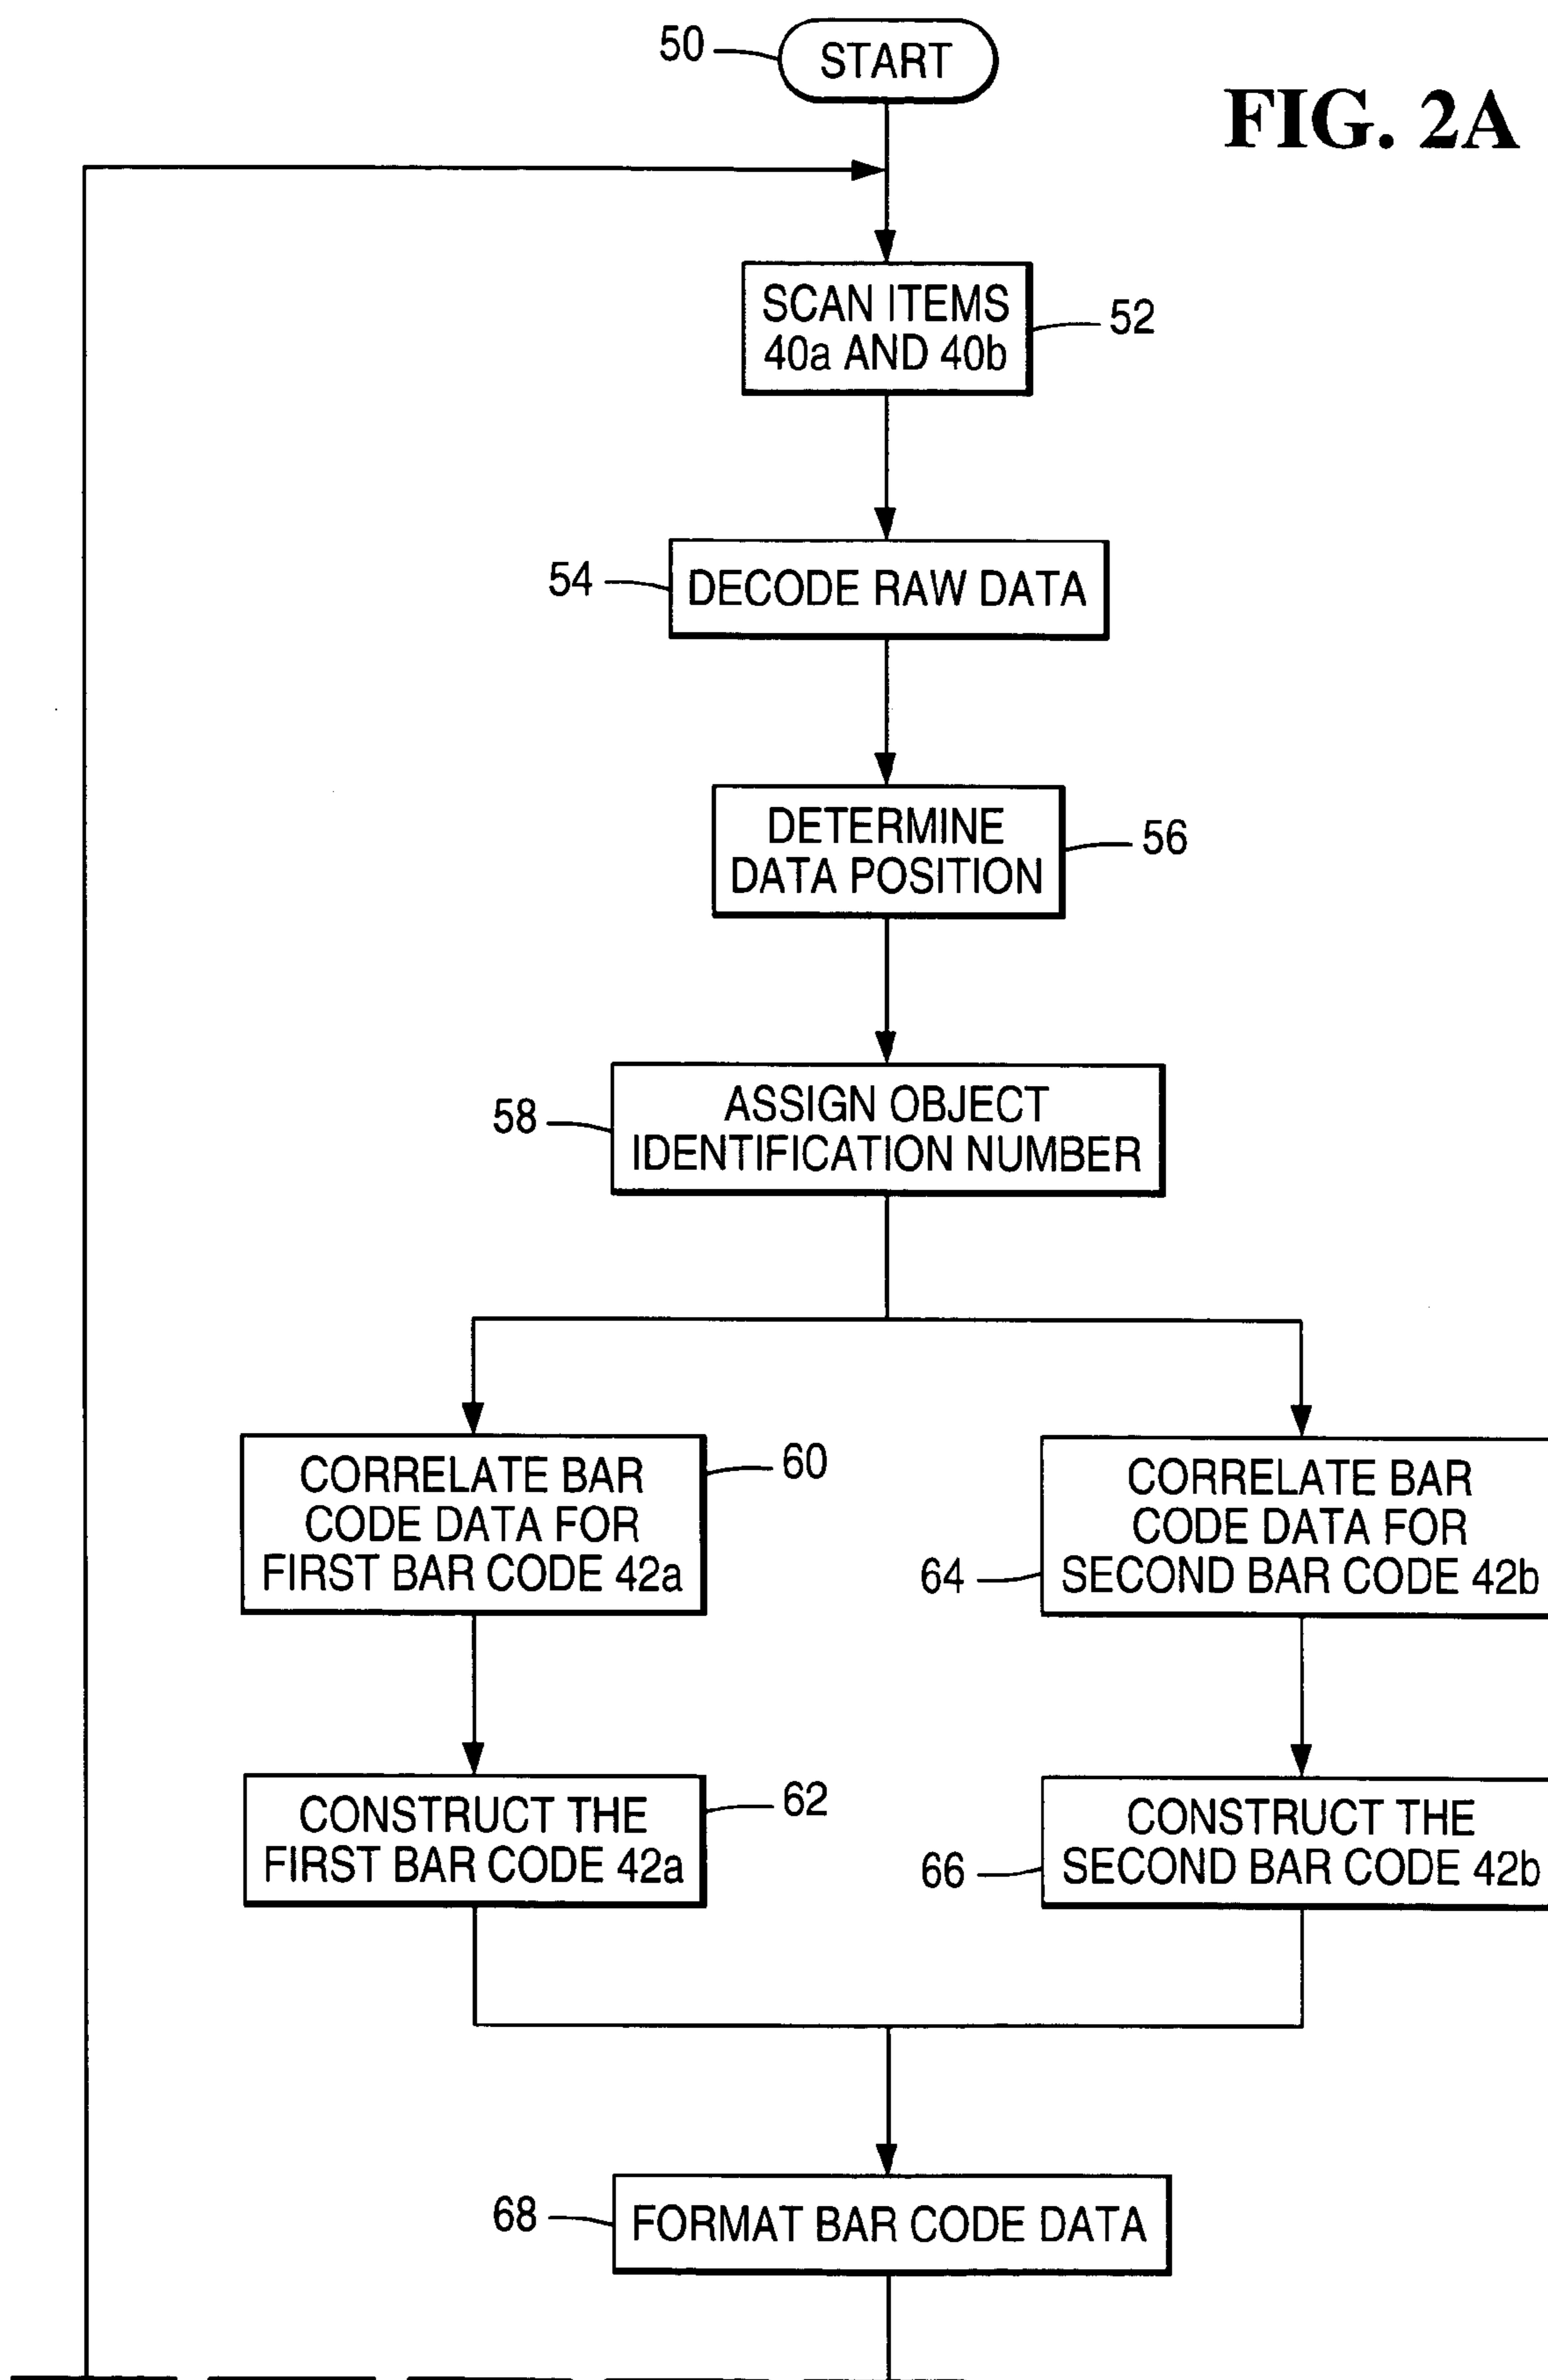 50
START
FIG. 2A
SCAN ITEMS
40a AND 40b
52
54
DECODE RAW DATA
DETERMINE
DATA POSITION
56
58
ASSIGN OBJECT
IDENTIFICATION NUMBER
CORRELATE BAR
CODE DATA FOR
FIRST BAR CODE 42a
60
64
CORRELATE BAR
CODE DATA FOR
SECOND BAR CODE 42b
CONSTRUCT THE
FIRST BAR CODE 42a
62
66
CONSTRUCT THE
SECOND BAR CODE 42b
68
FORMAT BAR CODE DATA